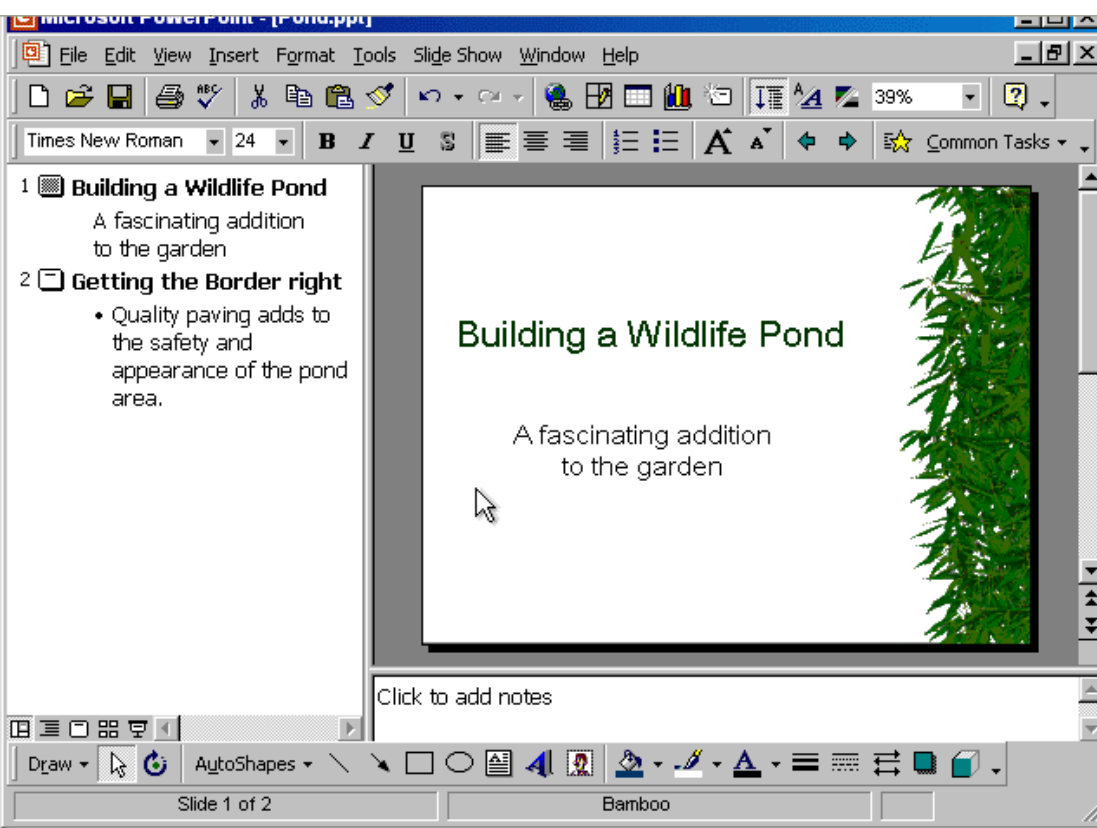 Microsoft PowerPoint - [Pond.ppt]
File Edit View Insert Format Tools Slide Show Window Help
ABC 39%
Times New Roman 24 B I U S A A Common Tasks
1 Building a Wildlife Pond
A fascinating addition
to the garden
2 Getting the Border right
• Quality paving adds to
the safety and
appearance of the pond
area.
Building a Wildlife Pond
A fascinating addition
to the garden
Click to add notes
Draw AutoShapes
Slide 1 of 2 Bamboo